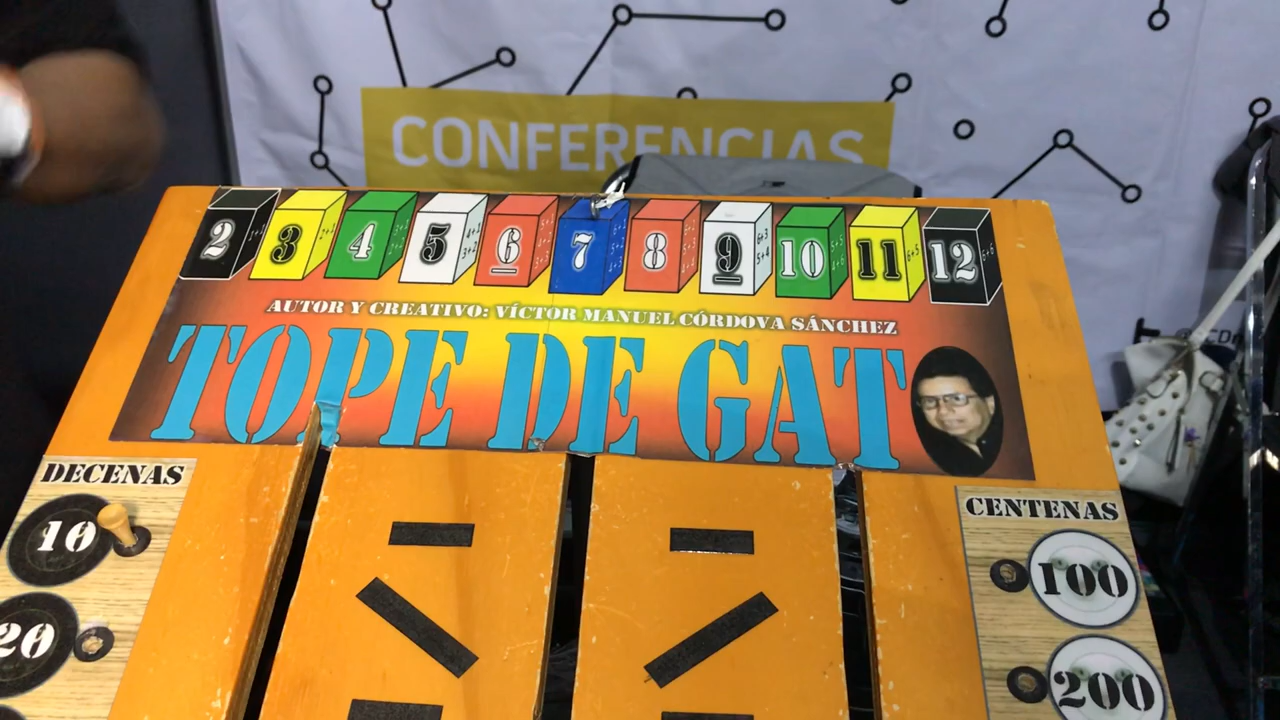 CONFERENCIAS
2 3 4 5 6 7 8 9 10 11 12
AUTOR Y CREATIVO: VÍCTOR MANUEL CÓRDOVA SÁNCHEZ
TOPE DE GAT
DECENAS
10
20
CENTENAS
100
200